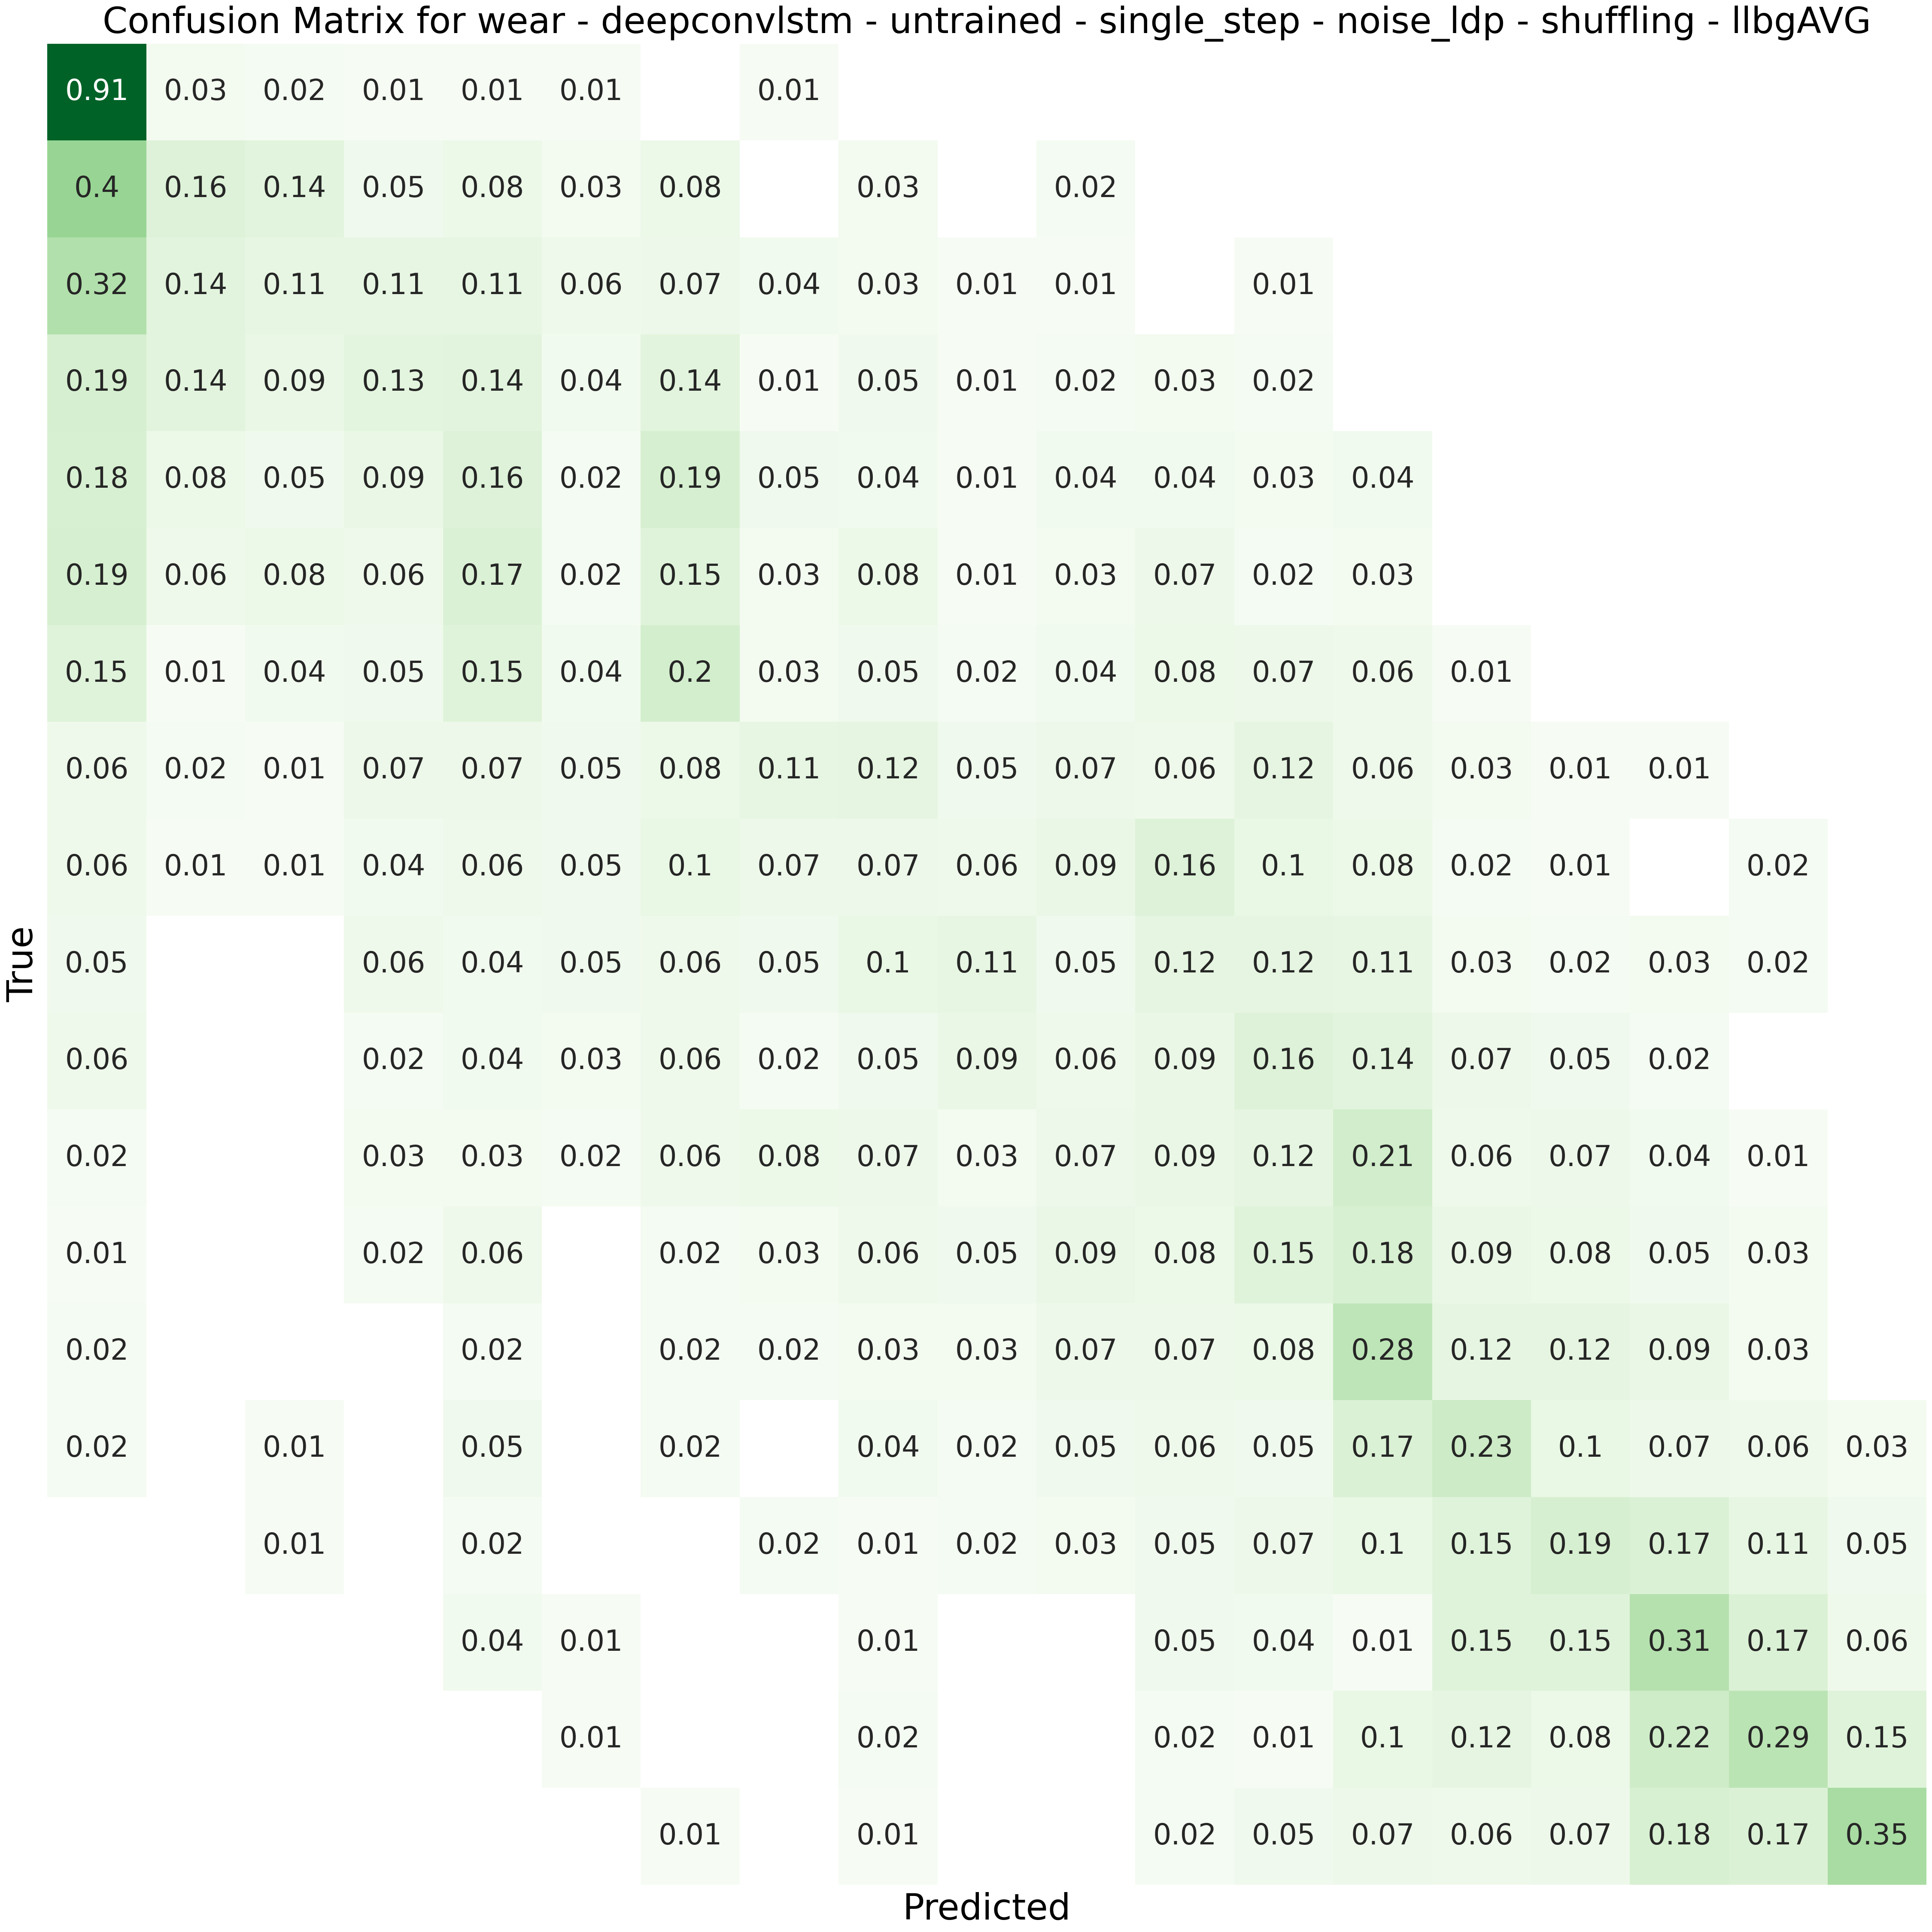 Confusion Matrix for wear - deepconvlstm - untrained - single_step - noise_ldp - shuffling - llbgAVG
0.91 0.03 0.02 0.01 0.01 0.01 0.01
0.4 0.16 0.14 0.05 0.08 0.03 0.08 0.03 0.02
0.32 0.14 0.11 0.11 0.11 0.06 0.07 0.04 0.03 0.01 0.01 0.01
0.19 0.14 0.09 0.13 0.14 0.04 0.14 0.01 0.05 0.01 0.02 0.03 0.02
0.18 0.08 0.05 0.09 0.16 0.02 0.19 0.05 0.04 0.01 0.04 0.04 0.03 0.04
0.19 0.06 0.08 0.06 0.17 0.02 0.15 0.03 0.08 0.01 0.03 0.07 0.02 0.03
0.15 0.01 0.04 0.05 0.15 0.04 0.2 0.03 0.05 0.02 0.04 0.08 0.07 0.06 0.01
0.06 0.02 0.01 0.07 0.07 0.05 0.08 0.11 0.12 0.05 0.07 0.06 0.12 0.06 0.03 0.01 0.01
0.06 0.01 0.01 0.04 0.06 0.05 0.1 0.07 0.07 0.06 0.09 0.16 0.1 0.08 0.02 0.01 0.02
True
0.05 0.06 0.04 0.05 0.06 0.05 0.1 0.11 0.05 0.12 0.12 0.11 0.03 0.02 0.03 0.02
0.06 0.02 0.04 0.03 0.06 0.02 0.05 0.09 0.06 0.09 0.16 0.14 0.07 0.05 0.02
0.02 0.03 0.03 0.02 0.06 0.08 0.07 0.03 0.07 0.09 0.12 0.21 0.06 0.07 0.04 0.01
0.01 0.02 0.06 0.02 0.03 0.06 0.05 0.09 0.08 0.15 0.18 0.09 0.08 0.05 0.03
0.02 0.02 0.02 0.02 0.03 0.03 0.07 0.07 0.08 0.28 0.12 0.12 0.09 0.03
0.02 0.01 0.05 0.02 0.04 0.02 0.05 0.06 0.05 0.17 0.23 0.1 0.07 0.06 0.03
0.01 0.02 0.02 0.01 0.02 0.03 0.05 0.07 0.1 0.15 0.19 0.17 0.11 0.05
0.04 0.01 0.01 0.05 0.04 0.01 0.15 0.15 0.31 0.17 0.06
0.01 0.02 0.02 0.01 0.1 0.12 0.08 0.22 0.29 0.15
0.01 0.01 0.02 0.05 0.07 0.06 0.07 0.18 0.17 0.35
Predicted